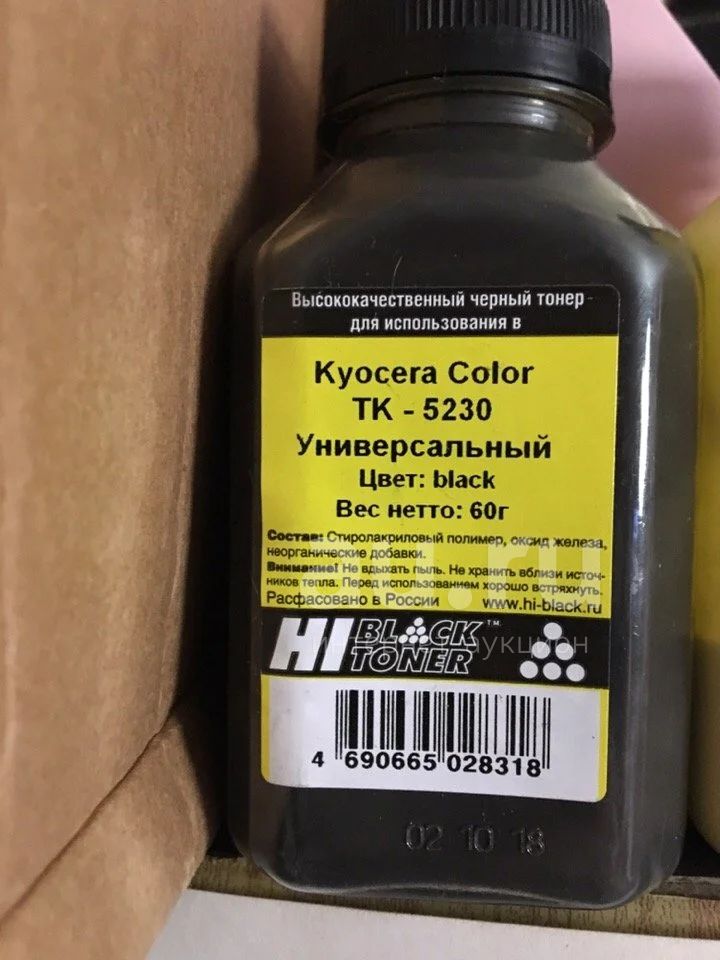 Высококачественный черный тонер
для использования в
Kyocera Color
TK - 5230
Универсальный
Цвет: black
Вес нетто: 60г
Состав: Стиролакриловый полимер, оксид железа,
неорганические добавки.
Внимание! Не вдыхать пыль. Не хранить вблизи источ-
ников тепла. Перед использованием хорошо встряхнуть.
Расфасовано в России www.hi-black.ru
HI BLACK TM
TONER
4 690665 028318
02 10 18